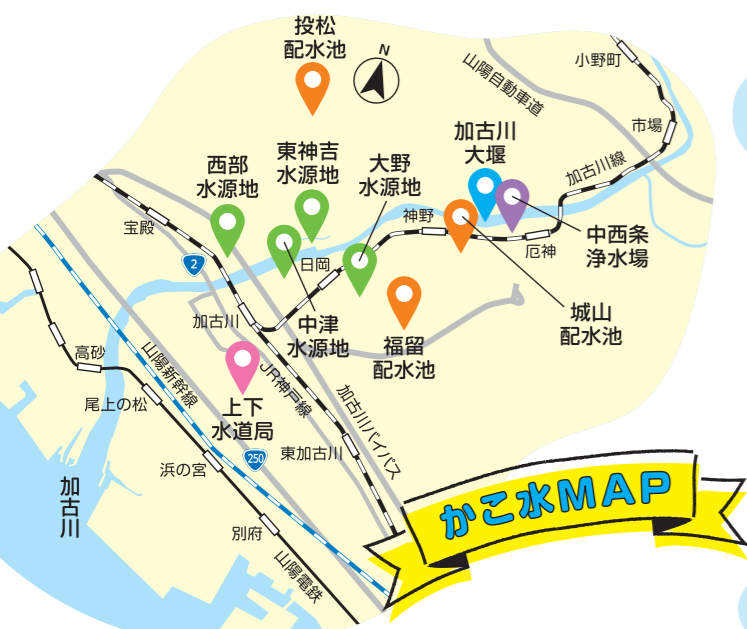 投松
配水池
N
小野町
山陽自動車道
市場
加古川
大堰
東神吉
水源地
大野
水源地
西部
水源地
加古川線
神野
宝殿
中西条
浄水場
厄神
2
日岡
加古川
中津
水源地
城山
配水池
福留
配水池
高砂
山陽新幹線
JR神戸線
尾上の松
上下
水道局
加古川バイパス
東加古川
250
浜の宮
加古川
かこ水MAP
別府
山陽電鉄